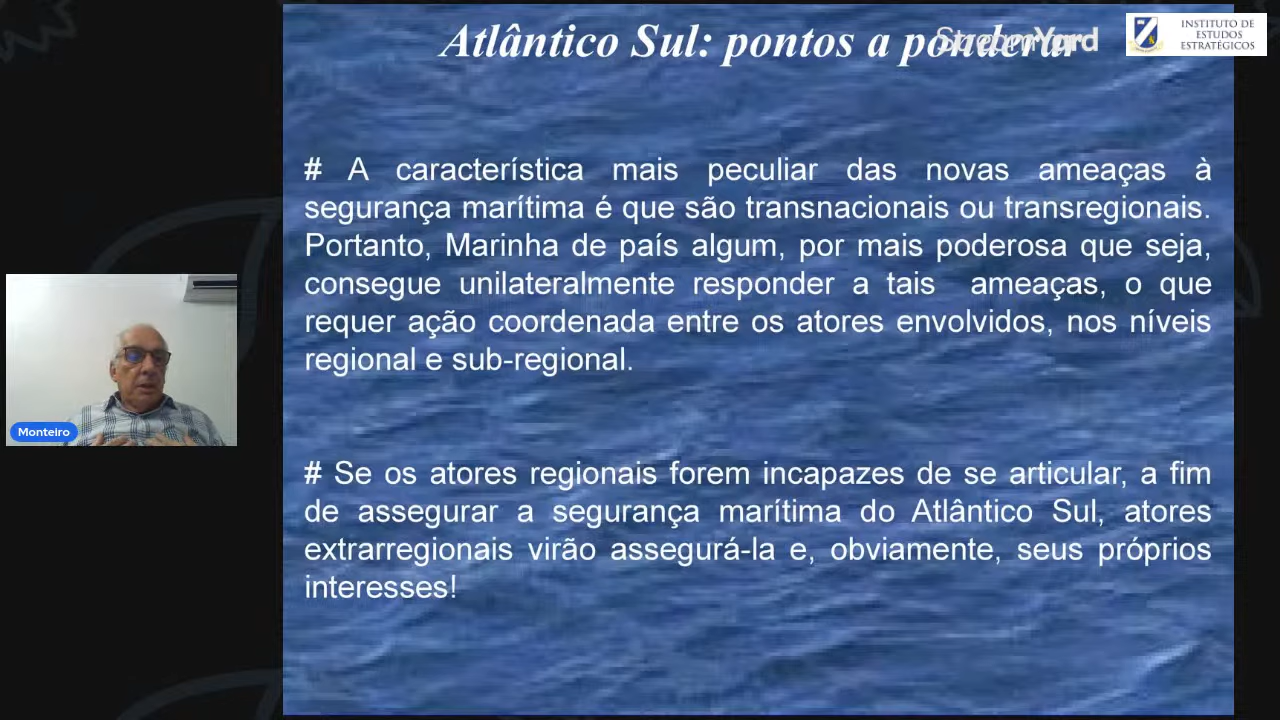 Atlântico Sul: pontos a ponderar
StreamYard
INSTITUTO DE
ESTUDOS
ESTRATÉGICOS
# A característica mais peculiar das novas ameaças à
segurança marítima é que são transnacionais ou transregionais.
Portanto, Marinha de país algum, por mais poderosa que seja,
consegue unilateralmente responder a tais ameaças, o que
requer ação coordenada entre os atores envolvidos, nos níveis
regional e sub-regional.
Monteiro
# Se os atores regionais forem incapazes de se articular, a fim
de assegurar a segurança marítima do Atlântico Sul, atores
extrarregionais virão assegurá-la e, obviamente, seus próprios
interesses!